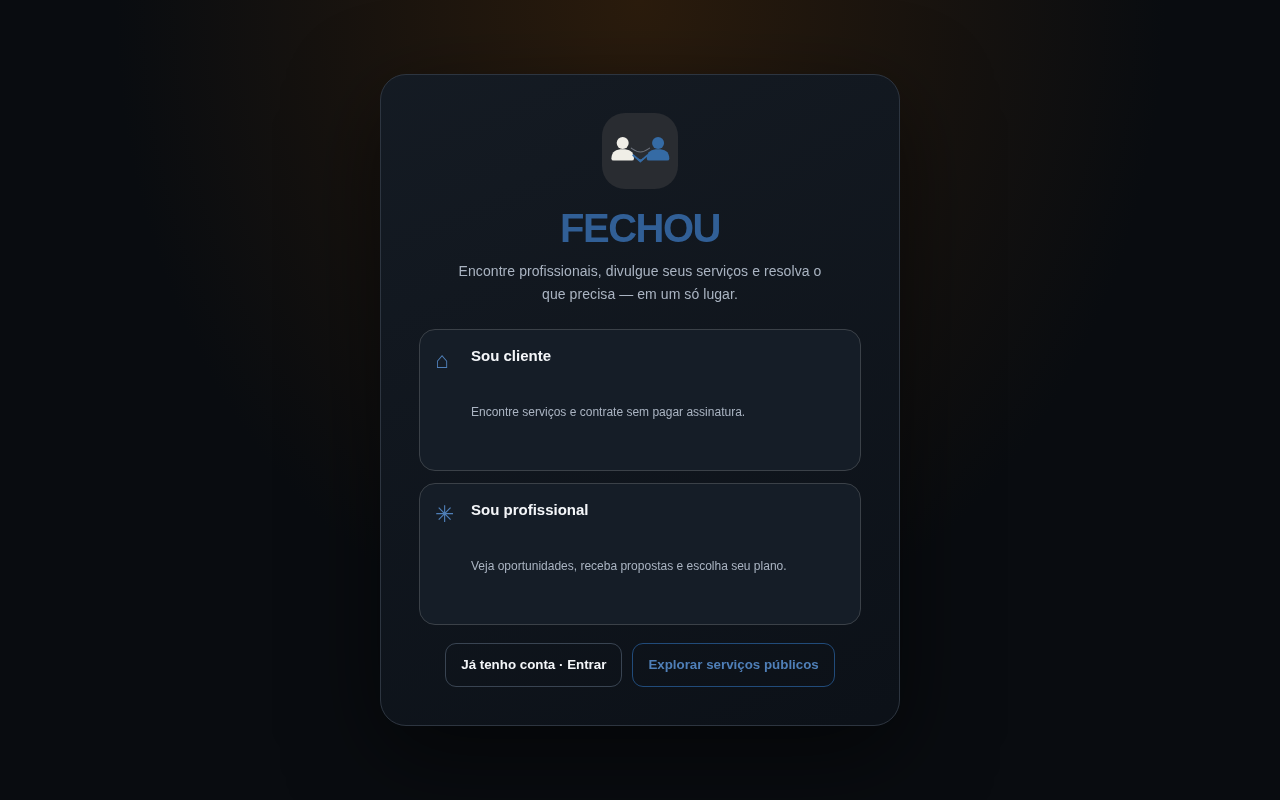 FECHOU
Encontre profissionais, divulgue seus serviços e resolva o
que precisa — em um só lugar.
Sou cliente
Encontre serviços e contrate sem pagar assinatura.
Sou profissional
Veja oportunidades, receba propostas e escolha seu plano.
Já tenho conta · Entrar
Explorar serviços públicos